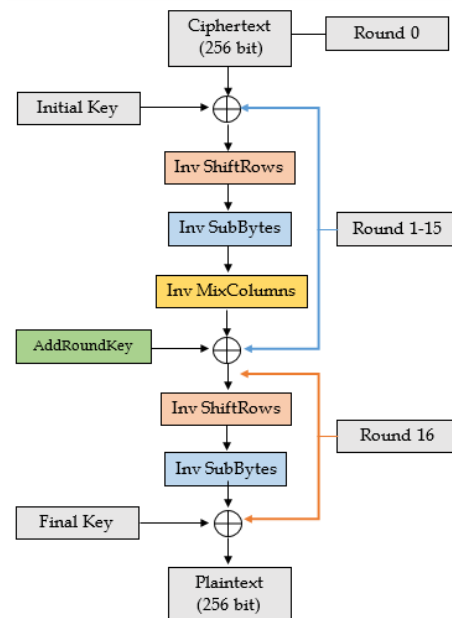 Ciphertext
(256 bit)
Round 0
Initial Key
Inv ShiftRows
Inv SubBytes
Round 1-15
Inv MixColumns
AddRoundKey
Inv ShiftRows
Round 16
Inv SubBytes
Final Key
Plaintext
(256 bit)